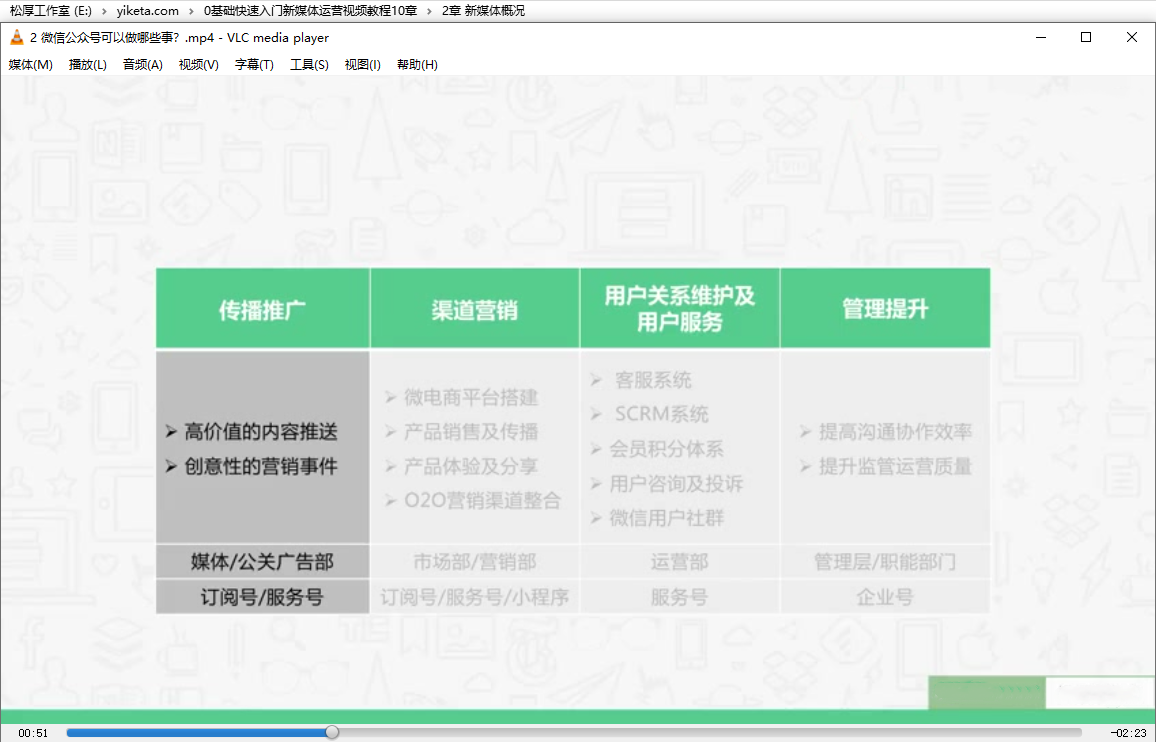 松厚工作室 (E:) › yiketa.com › 0基础快速入门新媒体运营视频教程10章 › 2章 新媒体概况
2 微信公众号可以做哪些事? .mp4 - VLC media player
媒体(M) 播放(L) 音频(A) 视频(V) 字幕(T) 工具(S) 视图(I) 帮助(H)
传播推广
渠道营销
用户关系维护及
用户服务
管理提升
➢ 高价值的内容推送
➢ 创意性的营销事件
➢ 微电商平台搭建
➢ 产品销售及传播
➢ 产品体验及分享
➢ O2O营销渠道整合
➢ 客服系统
➢ SCRM系统
➢ 会员积分体系
➢ 用户咨询及投诉
➢ 微信用户社群
➢ 提高沟通协作效率
➢ 提升监管运营质量
媒体/公关广告部 市场部/营销部 运营部 管理层/职能部门
订阅号/服务号 订阅号/服务号/小程序 服务号 企业号
00:51 -02:23